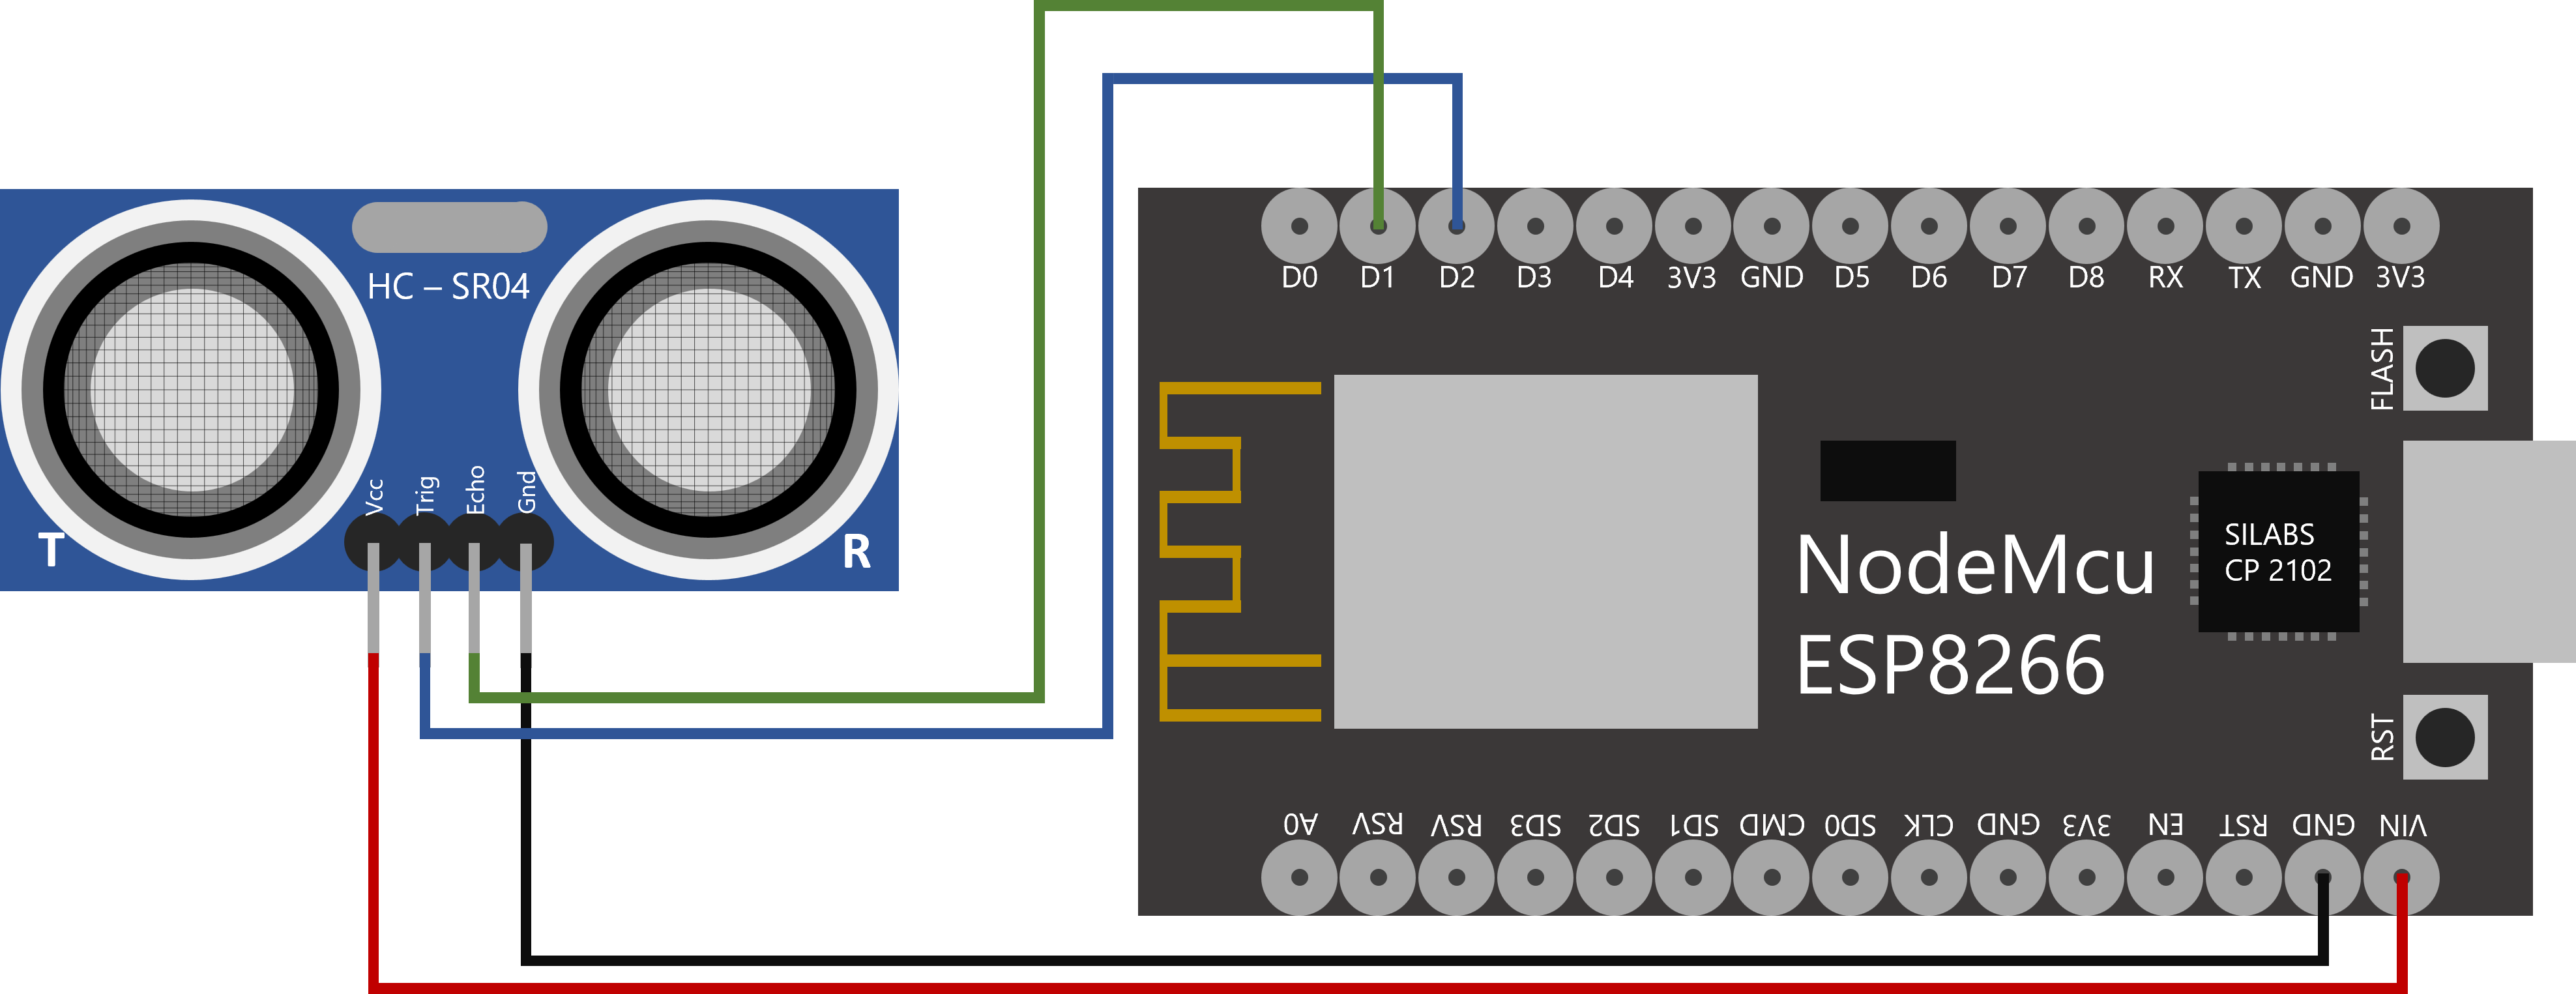 HC – SR04
Vcc
Trig
Echo
Gnd
T
R
D0 D1 D2 D3 D4 3V3 GND D5 D6 D7 D8 RX TX GND 3V3
FLASH
SILABS
CP 2102
NodeMcu
ESP8266
RST
A0 RSV RSV SD3 SD2 SD1 CMD SD0 CLK GND 3V3 EN RST GND VIN